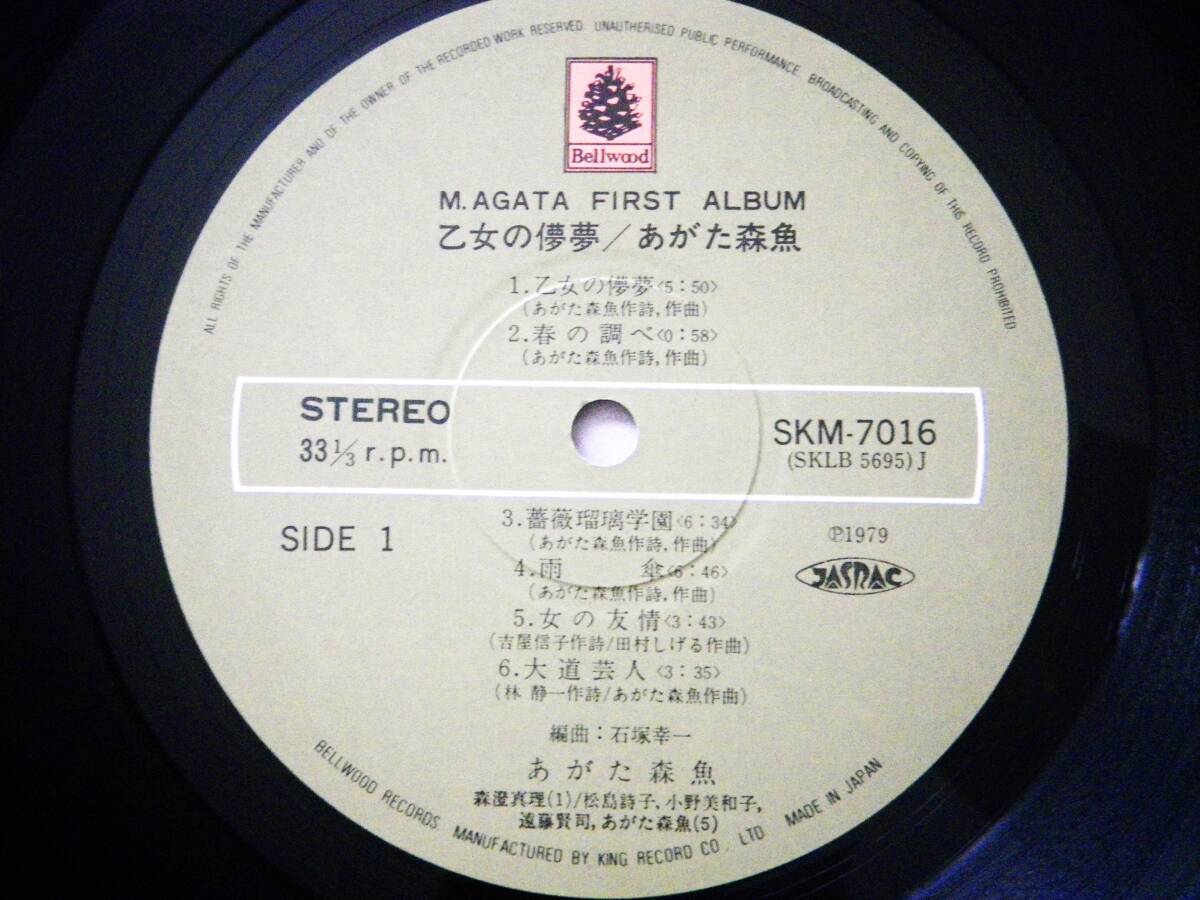 ALL RIGHTS OF THE MANUFACTURER AND OF THE OWNER OF THE RECORDED WORK RESERVED. UNAUTHORISED PUBLIC PERFORMANCE, BROADCASTING AND COPYING OF THIS RECORD PROHIBITED
Bellwood
M. AGATA FIRST ALBUM
乙女の儚夢／あがた森魚
1.乙女の儚夢〈5：50〉
(あがた森魚作詩,作曲)
2.春の調べ〈0：58〉
(あがた森魚作詩,作曲)
STEREO
33 1/3 r.p.m.
SKM-7016
(SKLB 5695) J
SIDE 1
3.薔薇瑠璃学園〈6：34〉
(あがた森魚作詩,作曲)
4.雨　傘〈6：46〉
(あがた森魚作詩,作曲)
5.女の友情〈3：43〉
(吉屋信子作詩/田村しげる作曲)
6.大道芸人〈3：35〉
(林 静一作詩/あがた森魚作曲)
℗1979
JASRAC
編曲：石塚幸一
あがた森魚
森澄真理(1)/松島詩子,小野美和子,
遠藤賢司,あがた森魚(5)
BELLWOOD RECORDS. MANUFACTURED BY KING RECORD CO., LTD. MADE IN JAPAN